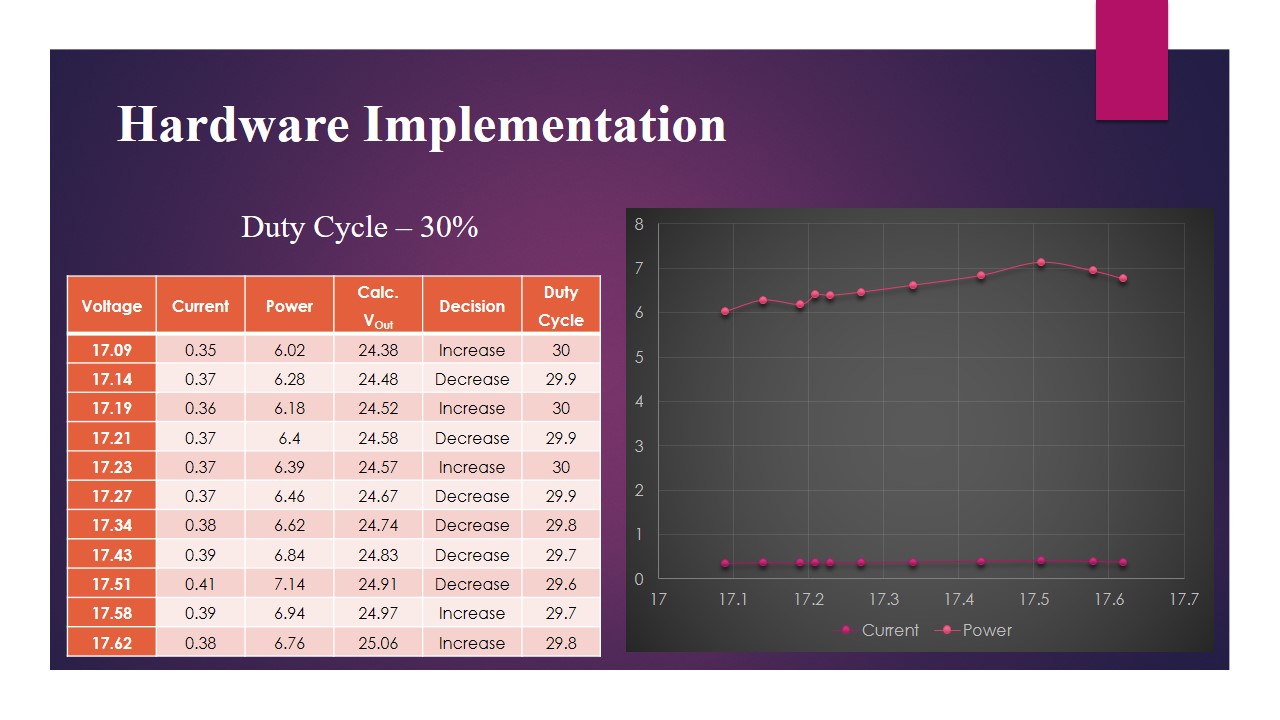 Hardware Implementation
Duty Cycle – 30%
Voltage Current Power Calc. VOut Decision Duty Cycle
17.09 0.35 6.02 24.38 Increase 30
17.14 0.37 6.28 24.48 Decrease 29.9
17.19 0.36 6.18 24.52 Increase 30
17.21 0.37 6.4 24.58 Decrease 29.9
17.23 0.37 6.39 24.57 Increase 30
17.27 0.37 6.46 24.67 Decrease 29.9
17.34 0.38 6.62 24.74 Decrease 29.8
17.43 0.39 6.84 24.83 Decrease 29.7
17.51 0.41 7.14 24.91 Decrease 29.6
17.58 0.39 6.94 24.97 Increase 29.7
17.62 0.38 6.76 25.06 Increase 29.8
8
7
6
5
4
3
2
1
0
17 17.1 17.2 17.3 17.4 17.5 17.6 17.7
Current Power